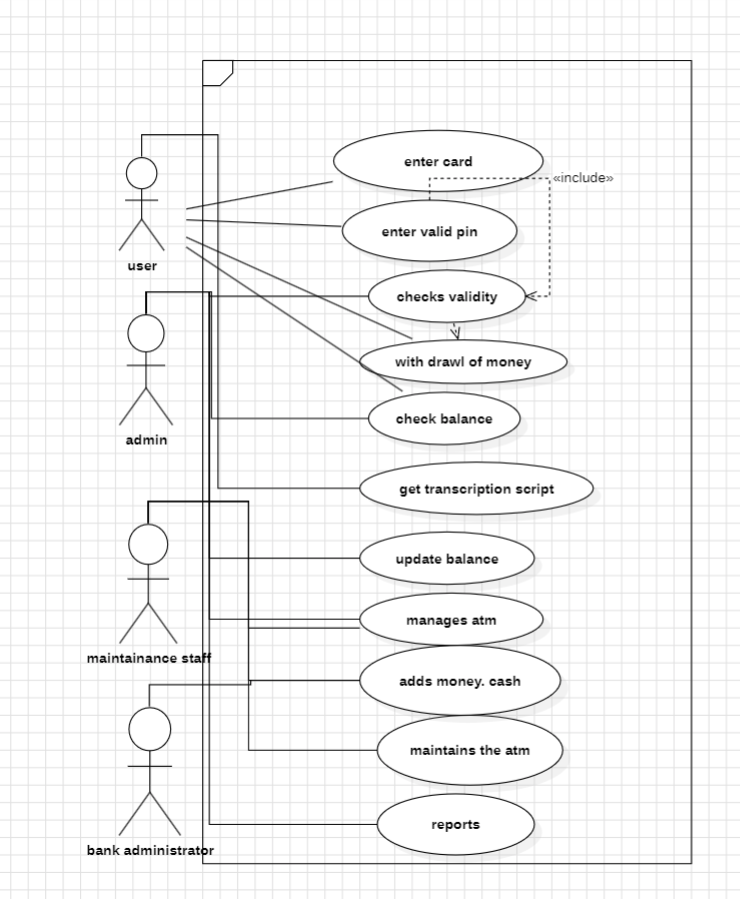 enter card
«include»
enter valid pin
user
checks validity
with drawl of money
check balance
admin
get transcription script
update balance
manages atm
maintainance staff
adds money. cash
maintains the atm
reports
bank administrator